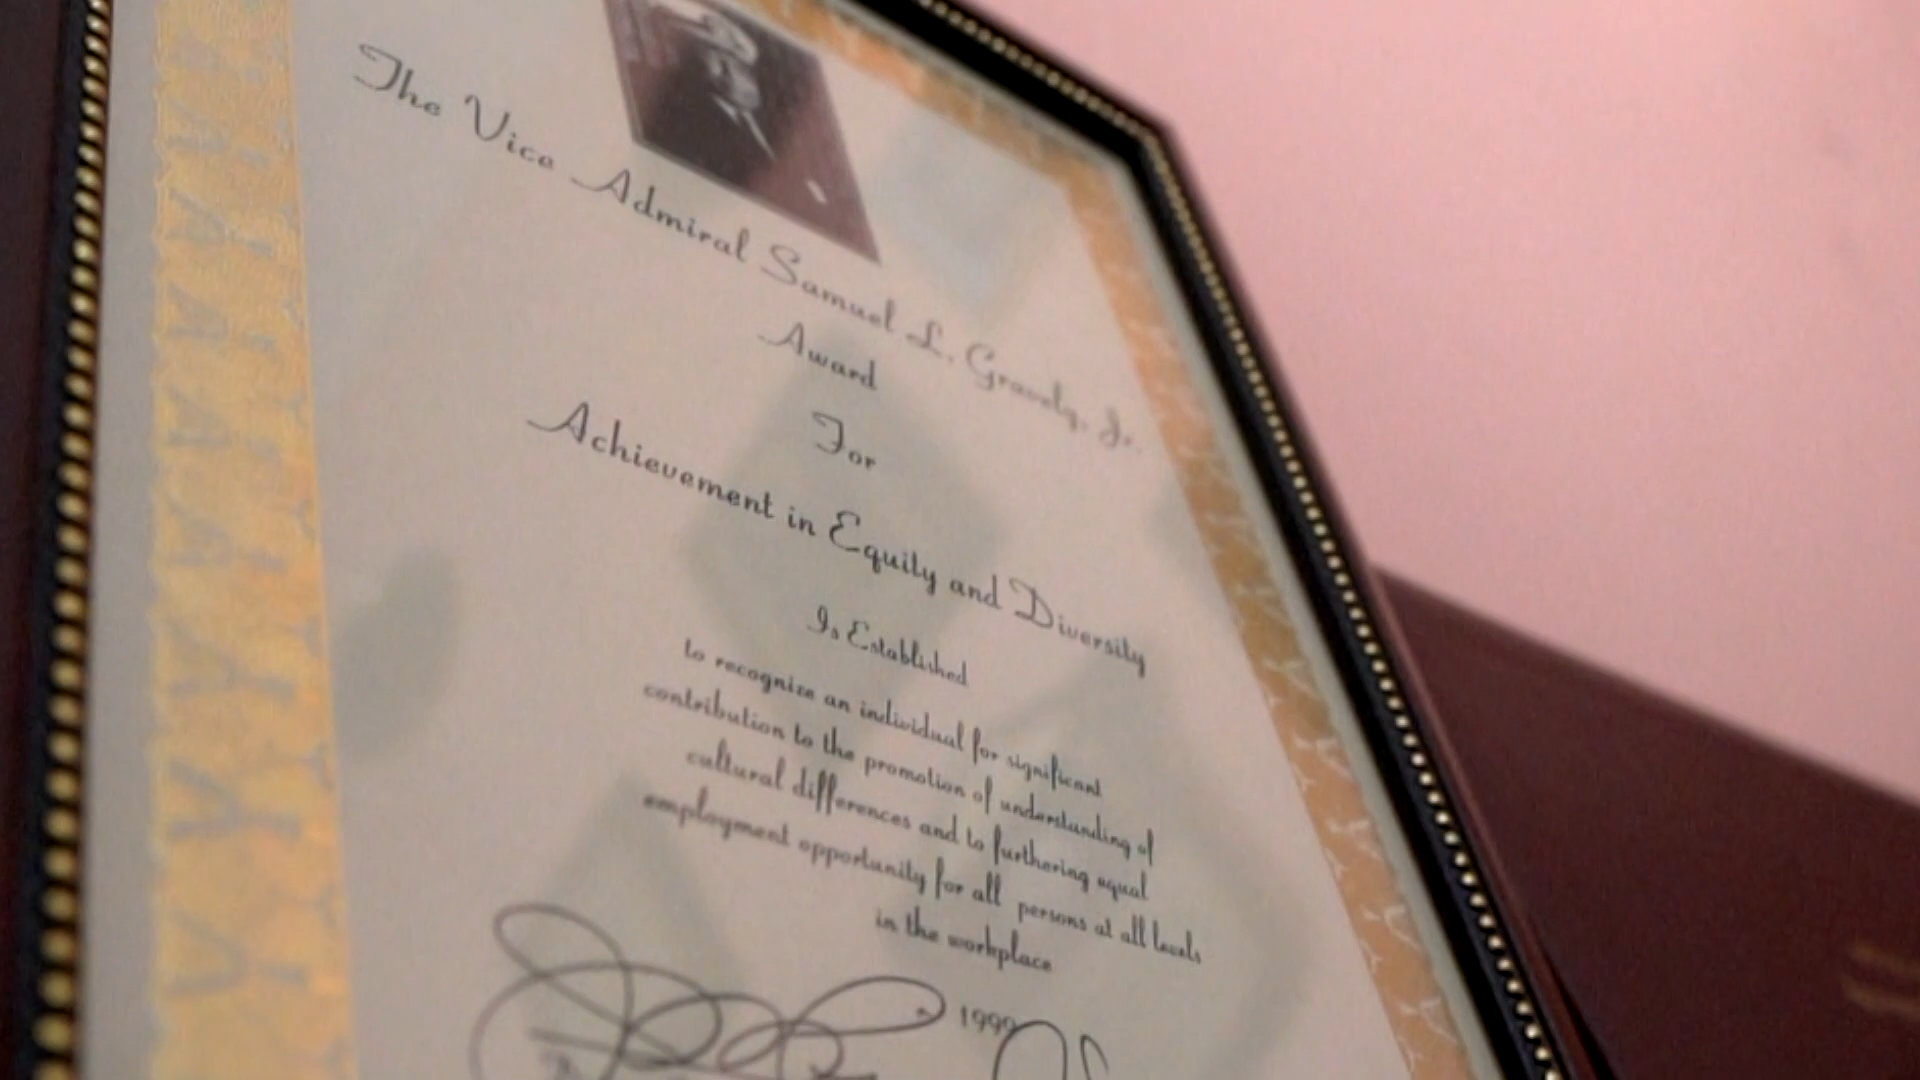 The Vice Admiral Samuel L. Gravely, Jr.
Award
For
Achievement in Equity and Diversity
Is Established
to recognize an individual for significant
contribution to the promotion of understanding of
cultural differences and to furthering equal
employment opportunity for all persons at all levels
in the workplace
1999